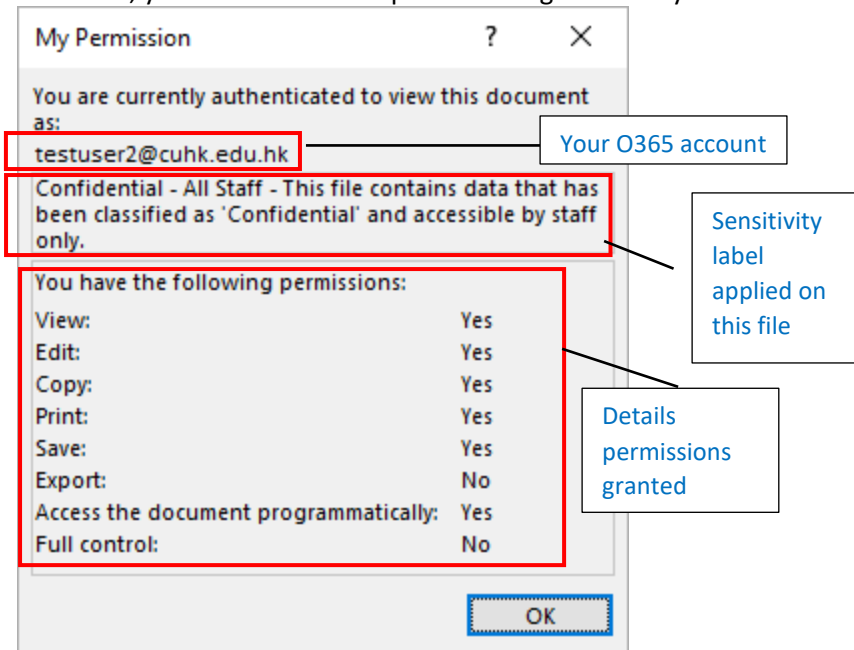 My Permission ? ×
You are currently authenticated to view this document
as:
testuser2@cuhk.edu.hk
Your O365 account
Confidential - All Staff - This file contains data that has
been classified as 'Confidential' and accessible by staff
only.
Sensitivity
label
applied on
this file
You have the following permissions:
View: Yes
Edit: Yes
Copy: Yes
Print: Yes
Save: Yes
Export: No
Access the document programmatically: Yes
Full control: No
Details
permissions
granted
OK